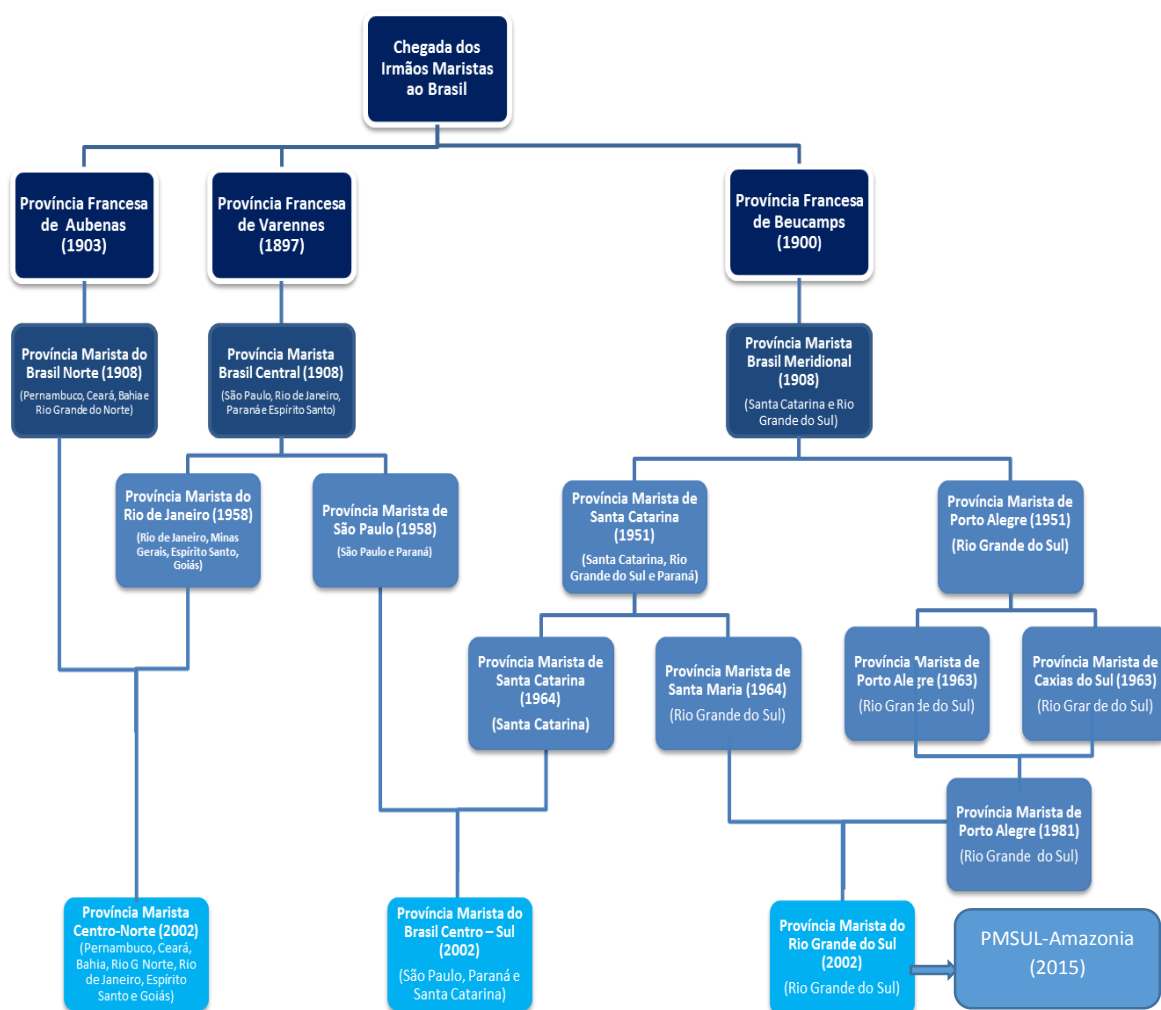 Chegada dos
Irmãos Maristas
ao Brasil
Província Francesa
de Aubenas
(1903)
Província Francesa
de Varennes
(1897)
Província Francesa
de Beucamps
(1900)
Província Marista do
Brasil Norte (1908)
(Pernambuco, Ceará, Bahia e
Rio Grande do Norte)
Província Marista
Brasil Central (1908)
(São Paulo, Rio de Janeiro,
Paraná e Espírito Santo)
Província Marista
Brasil Meridional
(1908)
(Santa Catarina e Rio
Grande do Sul)
Província Marista do
Rio de Janeiro (1958)
(Rio de Janeiro, Minas
Gerais, Espírito Santo,
Goiás)
Província Marista de
São Paulo (1958)
(São Paulo e Paraná)
Província Marista de
Santa Catarina
(1951)
(Santa Catarina, Rio
Grande do Sul e Paraná)
Província Marista de
Porto Alegre (1951)
(Rio Grande do Sul)
Província Marista de
Santa Catarina
(1964)
(Santa Catarina)
Província Marista de
Santa Maria (1964)
(Rio Grande do Sul)
Província Marista de
Porto Alegre (1963)
(Rio Grande do Sul)
Província Marista de
Caxias do Sul (1963)
(Rio Grande do Sul)
Província Marista de
Porto Alegre (1981)
(Rio Grande do Sul)
Província Marista
Centro-Norte (2002)
(Pernambuco, Ceará,
Bahia, Rio G Norte, Rio
de Janeiro, Espírito
Santo e Goiás)
Província Marista do
Brasil Centro – Sul
(2002)
(São Paulo, Paraná e
Santa Catarina)
Província Marista do
Rio Grande do Sul
(2002)
(Rio Grande do Sul)
PMSUL-Amazonia
(2015)